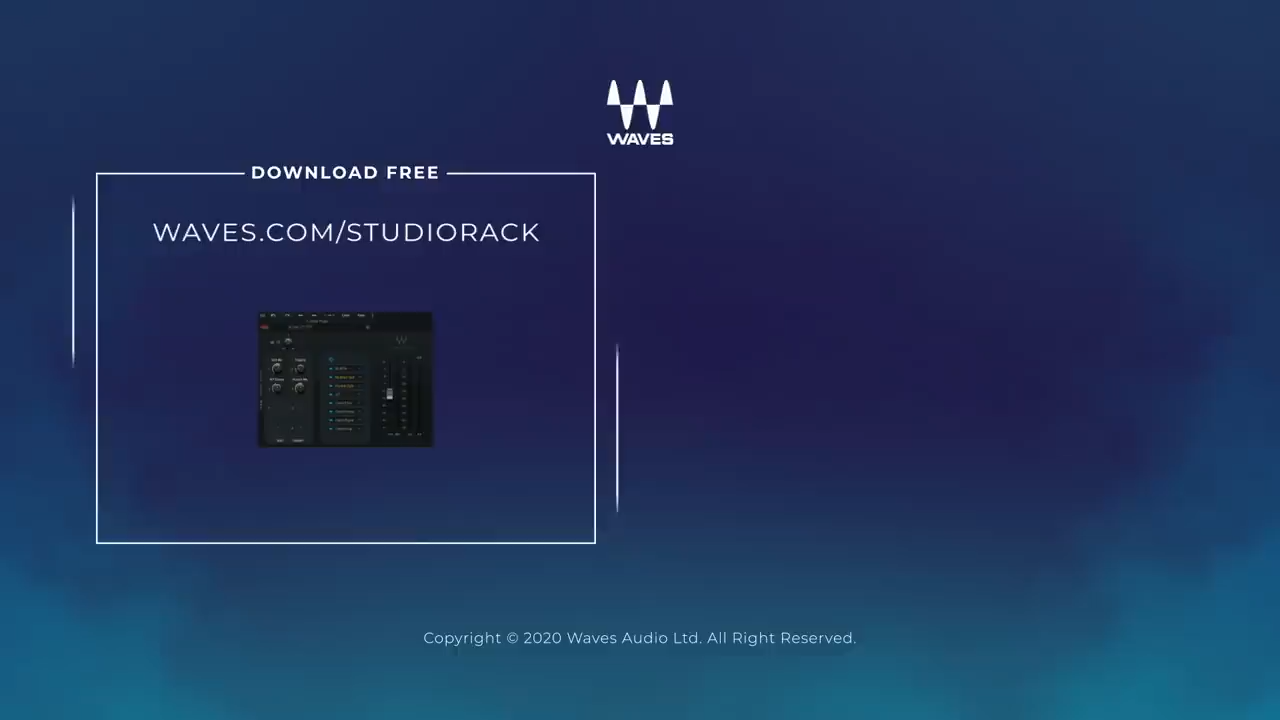 WAVES
DOWNLOAD FREE
WAVES.COM/STUDIORACK
Copyright © 2020 Waves Audio Ltd. All Right Reserved.